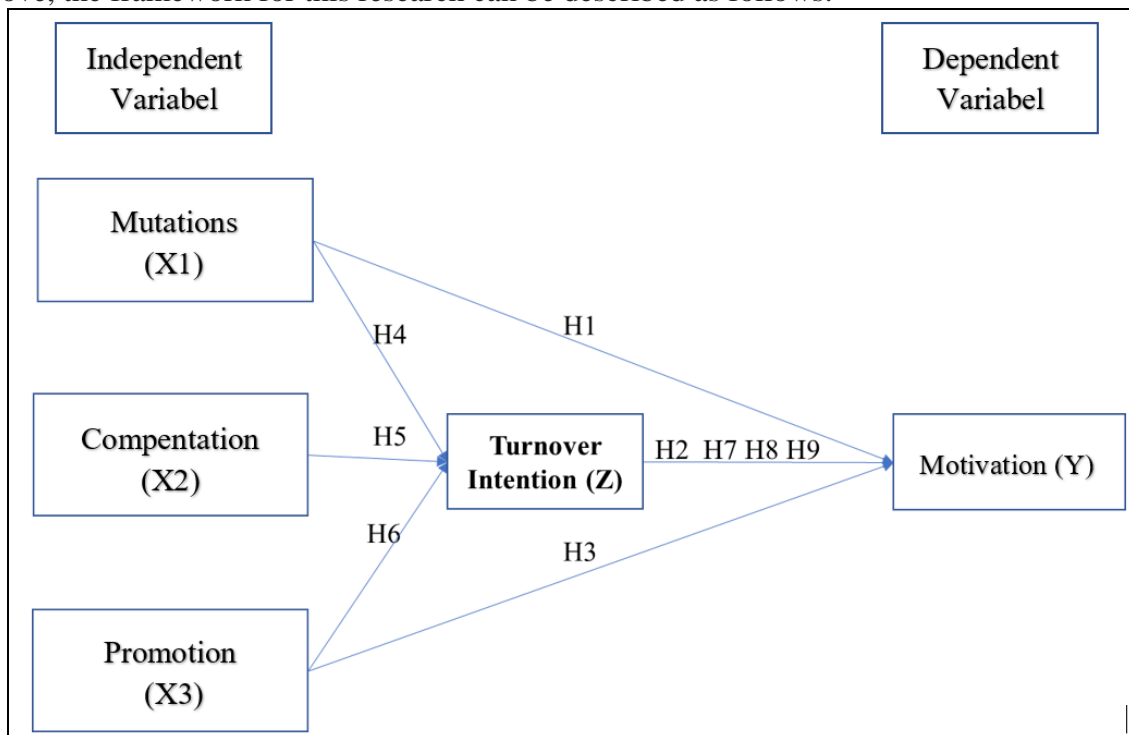 ove, the framework for this research can be described as follows:
Independent
Variabel
Dependent
Variabel
Mutations
(X1)
H1
H4
Compentation
(X2)
H5
Turnover
Intention (Z)
H2 H7 H8 H9
Motivation (Y)
H6
H3
Promotion
(X3)